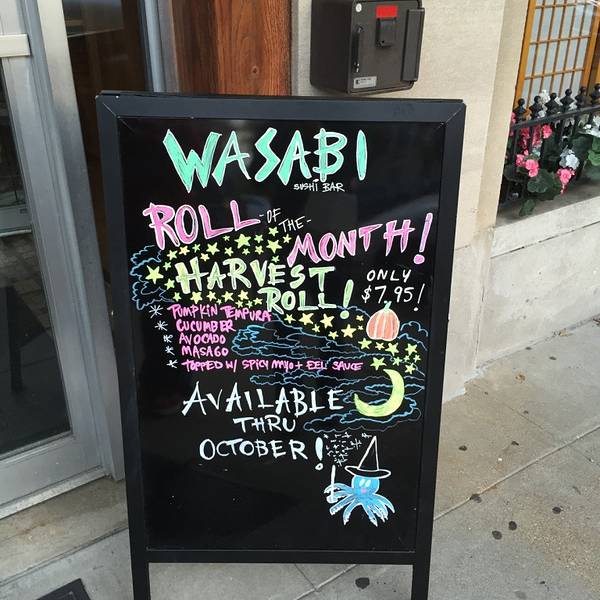 WASABI
SUSHI BAR
ROLL -OF THE- MONTH!
HARVEST ROLL!
ONLY $7.95!
* PUMPKIN TEMPURA
* CUCUMBER
* AVOCADO
* MASAGO
* TOPPED W/ SPICY MAYO + EEL SAUCE
AVAILABLE
THRU
OCTOBER!